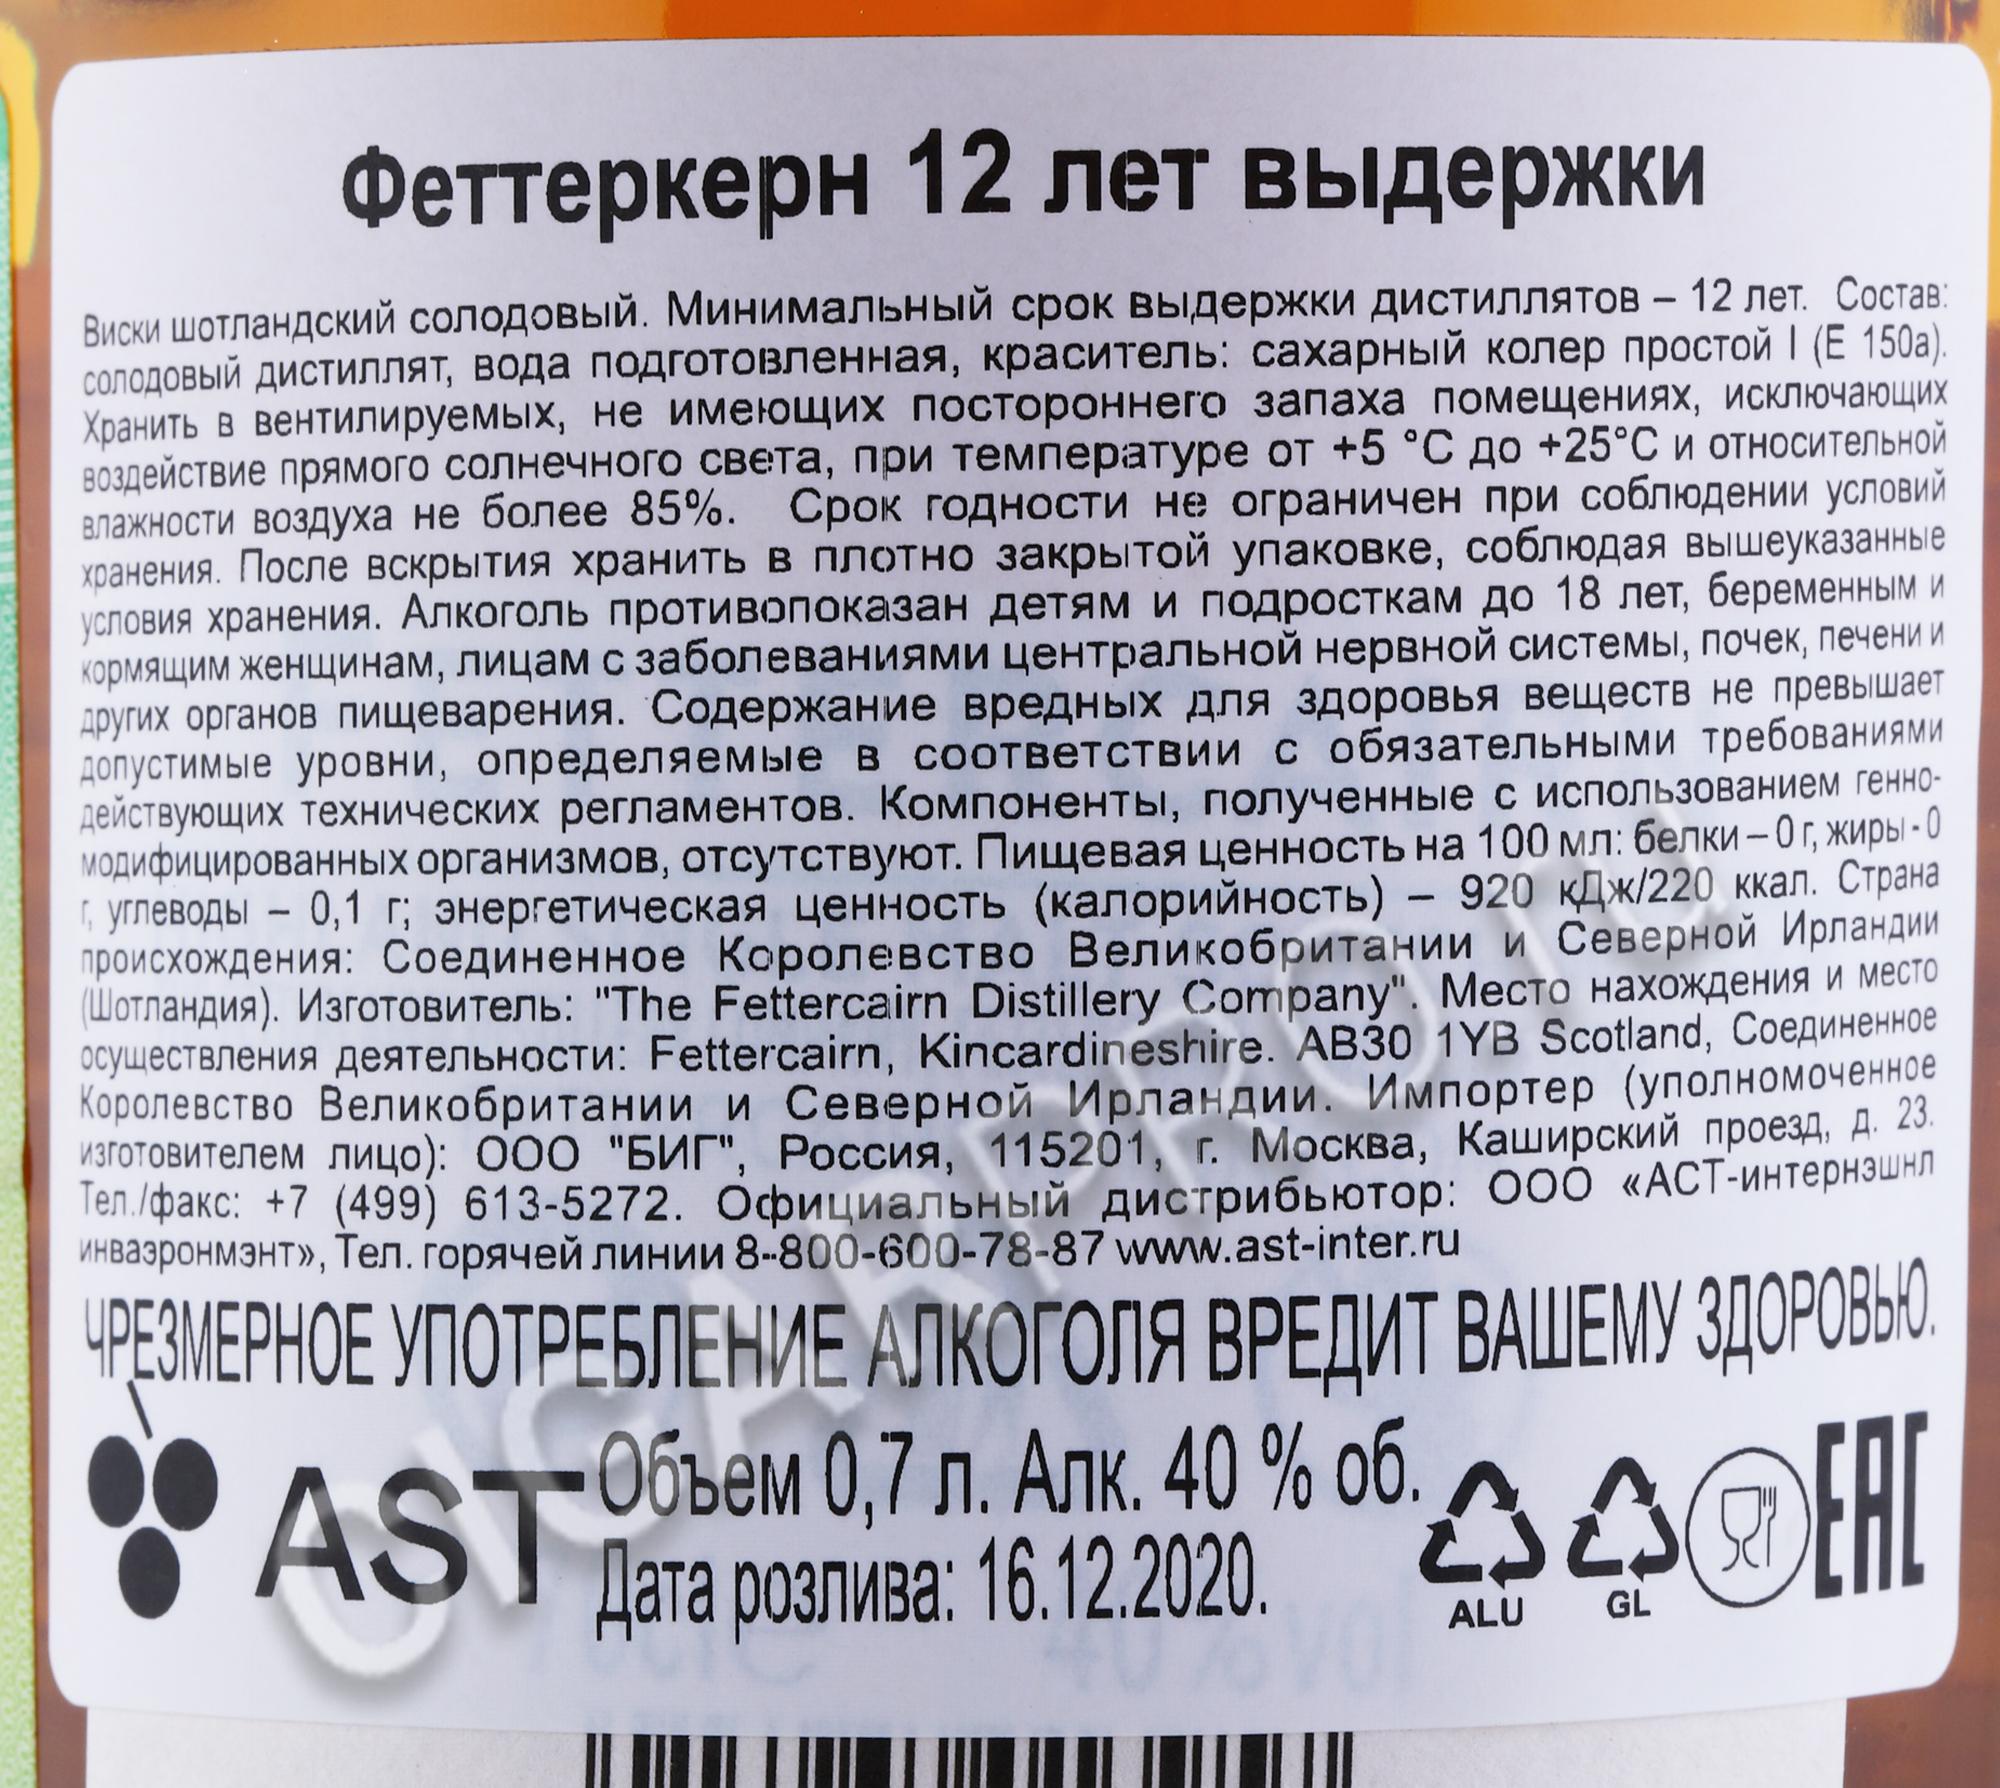 Феттеркерн 12 лет выдержки
Виски шотландский солодовый. Минимальный срок выдержки дистиллятов – 12 лет. Состав:
солодовый дистиллят, вода подготовленная, краситель: сахарный колер простой I (Е 150а).
Хранить в вентилируемых, не имеющих постороннего запаха помещениях, исключающих
воздействие прямого солнечного света, при температуре от +5 °С до +25°С и относительной
влажности воздуха не более 85%. Срок годности не ограничен при соблюдении условий
хранения. После вскрытия хранить в плотно закрытой упаковке, соблюдая вышеуказанные
условия хранения. Алкоголь противопоказан детям и подросткам до 18 лет, беременным и
кормящим женщинам, лицам с заболеваниями центральной нервной системы, почек, печени и
других органов пищеварения. Содержание вредных для здоровья веществ не превышает
допустимые уровни, определяемые в соответствии с обязательными требованиями
действующих технических регламентов. Компоненты, полученные с использованием генно-
модифицированных организмов, отсутствуют. Пищевая ценность на 100 мл: белки – 0 г, жиры - 0
г, углеводы – 0,1 г; энергетическая ценность (калорийность) – 920 кДж/220 ккал. Страна
происхождения: Соединенное Королевство Великобритании и Северной Ирландии
(Шотландия). Изготовитель: "The Fettercairn Distillery Company". Место нахождения и место
осуществления деятельности: Fettercairn, Kincardineshire. AB30 1YB Scotland, Соединенное
Королевство Великобритании и Северной Ирландии. Импортер (уполномоченное
изготовителем лицо): ООО "БИГ", Россия, 115201, г. Москва, Каширский проезд, д. 23.
Тел./факс: +7 (499) 613-5272. Официальный дистрибьютор: ООО «АСТ-интернэшнл
инваэронмэнт», Тел. горячей линии 8-800-600-78-87 www.ast-inter.ru
ЧРЕЗМЕРНОЕ УПОТРЕБЛЕНИЕ АЛКОГОЛЯ ВРЕДИТ ВАШЕМУ ЗДОРОВЬЮ.
AST
Объем 0,7 л. Алк. 40 % об.
Дата розлива: 16.12.2020.
ALU
GL
EAC
CIGARPRO.ru
40%vol